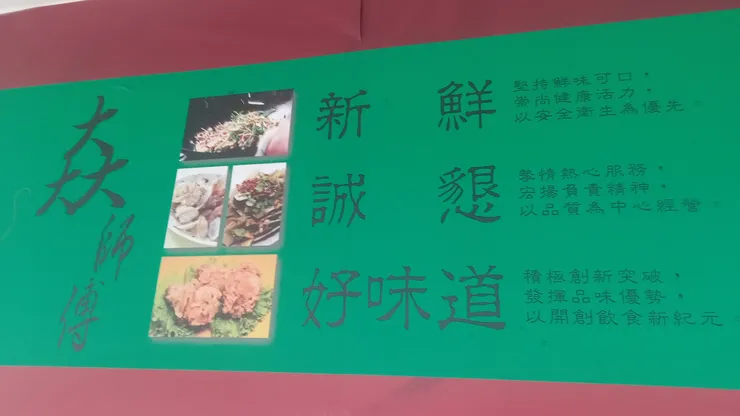 焱師傅
新鮮
堅持鮮味可口，
崇尚健康活力，
以安全衛生為優先。
誠懇
摯情熱心服務，
宏揚負責精神，
以品質為中心經營。
好味道
積極創新突破，
發揮品味優勢，
以開創飲食新紀元。